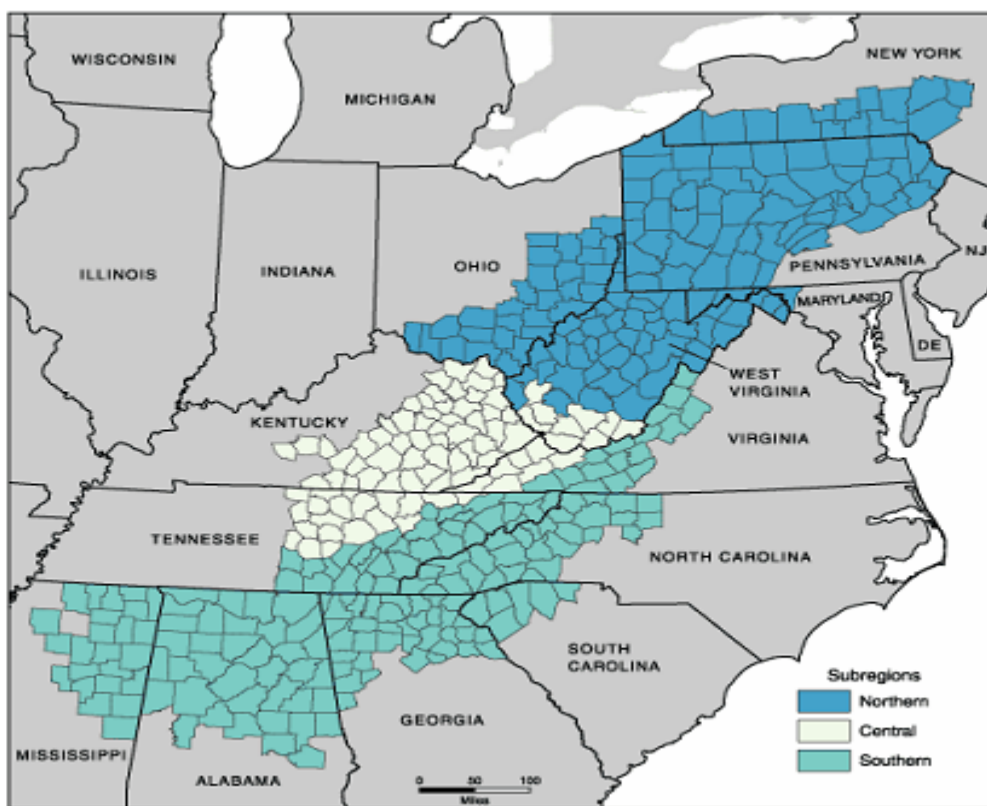 NEW YORK
WISCONSIN
MICHIGAN
PENNSYLVANIA
NJ
ILLINOIS
INDIANA
OHIO
MARYLAND
DE
WEST
VIRGINIA
KENTUCKY
VIRGINIA
TENNESSEE
NORTH CAROLINA
SOUTH
CAROLINA
Subregions
Northern
Central
Southern
GEORGIA
MISSISSIPPI
ALABAMA
0 50 100
Miles